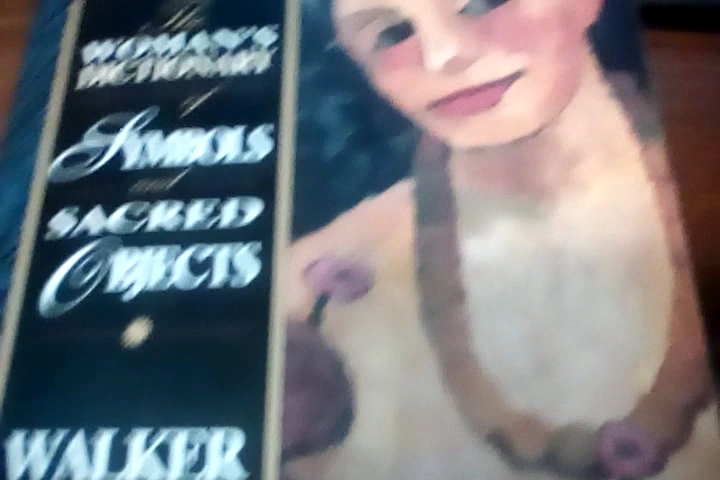 The
WOMAN'S
DICTIONARY
of
SYMBOLS
and
SACRED
OBJECTS
WALKER